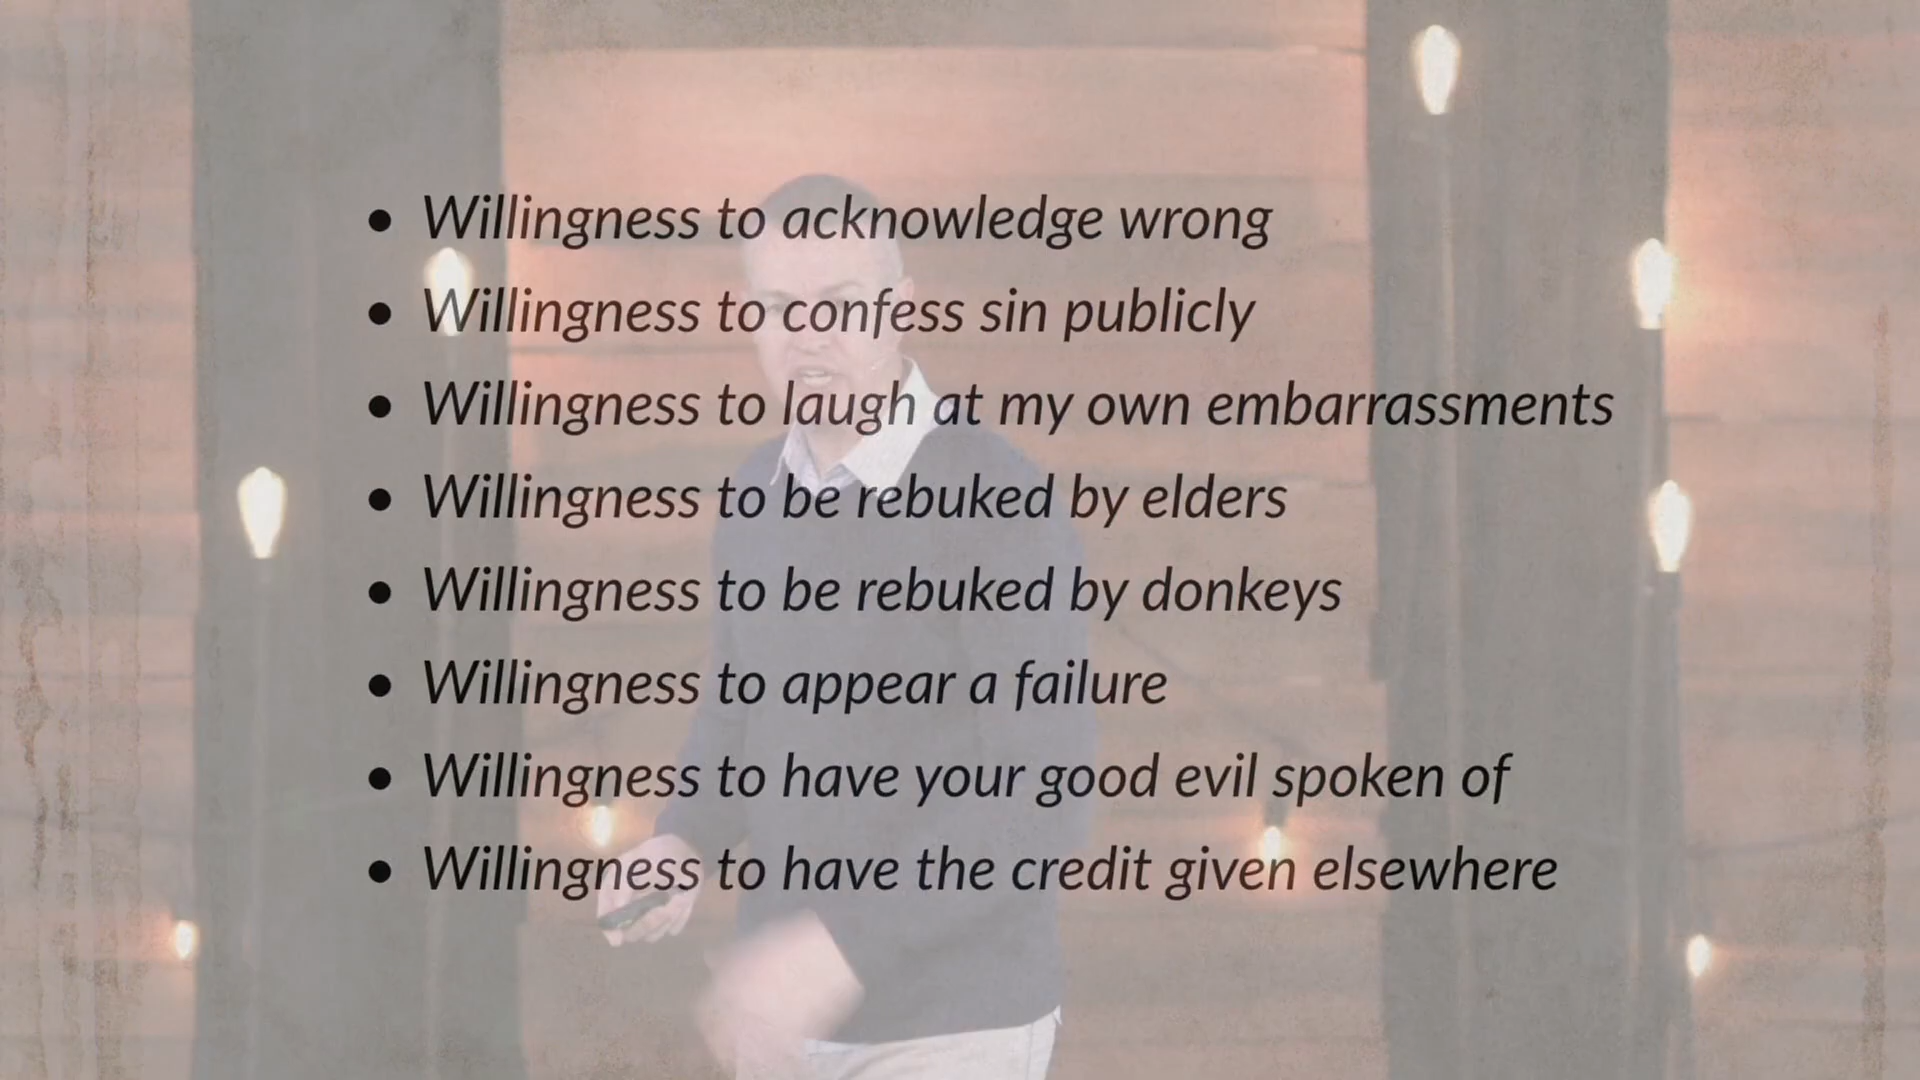 • Willingness to acknowledge wrong
• Willingness to confess sin publicly
• Willingness to laugh at my own embarrassments
• Willingness to be rebuked by elders
• Willingness to be rebuked by donkeys
• Willingness to appear a failure
• Willingness to have your good evil spoken of
• Willingness to have the credit given elsewhere